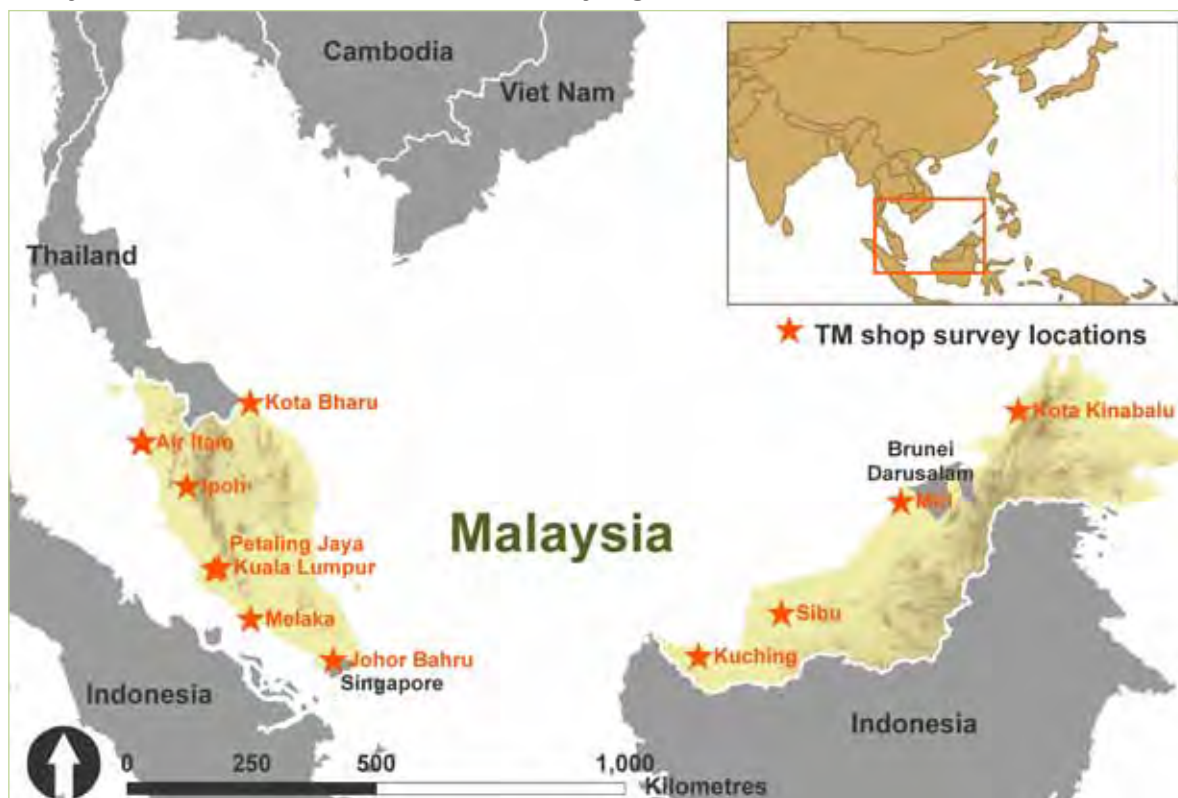 Cambodia
Viet Nam
Thailand
TM shop survey locations
Kota Bharu
Kota Kinabalu
Air Itam
Brunei
Darusalam
Ipoh
Miri
Malaysia
Petaling Jaya
Kuala Lumpur
Melaka
Sibu
Johor Bahru
Kuching
Singapore
Indonesia
Indonesia
0 250 500 1,000
Kilometres